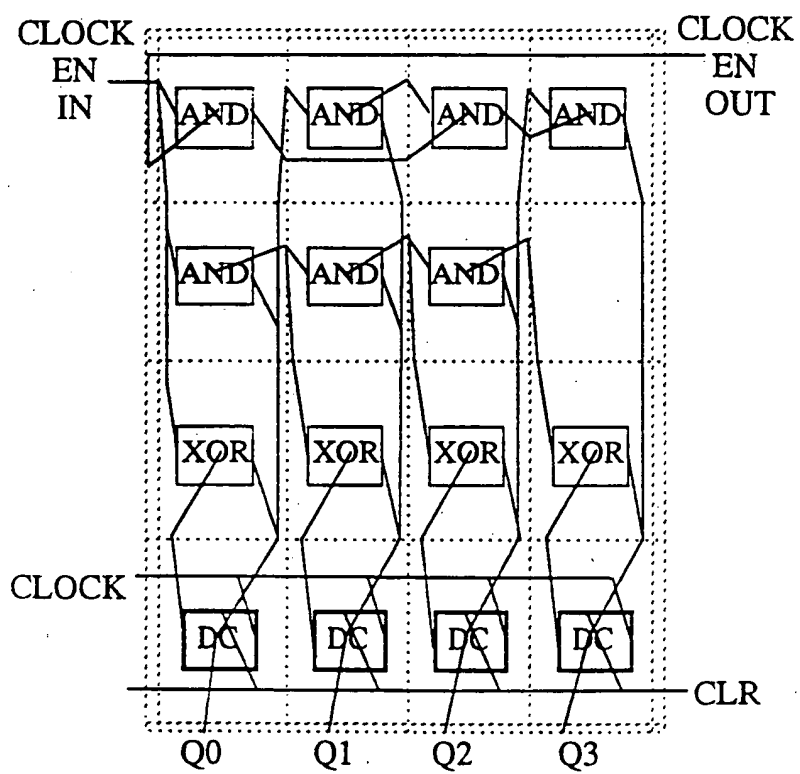 CLOCK
EN
IN
CLOCK
EN
OUT
AND AND AND AND
AND AND AND
XOR XOR XOR XOR
CLOCK
DC DC DC DC
CLR
Q0 Q1 Q2 Q3